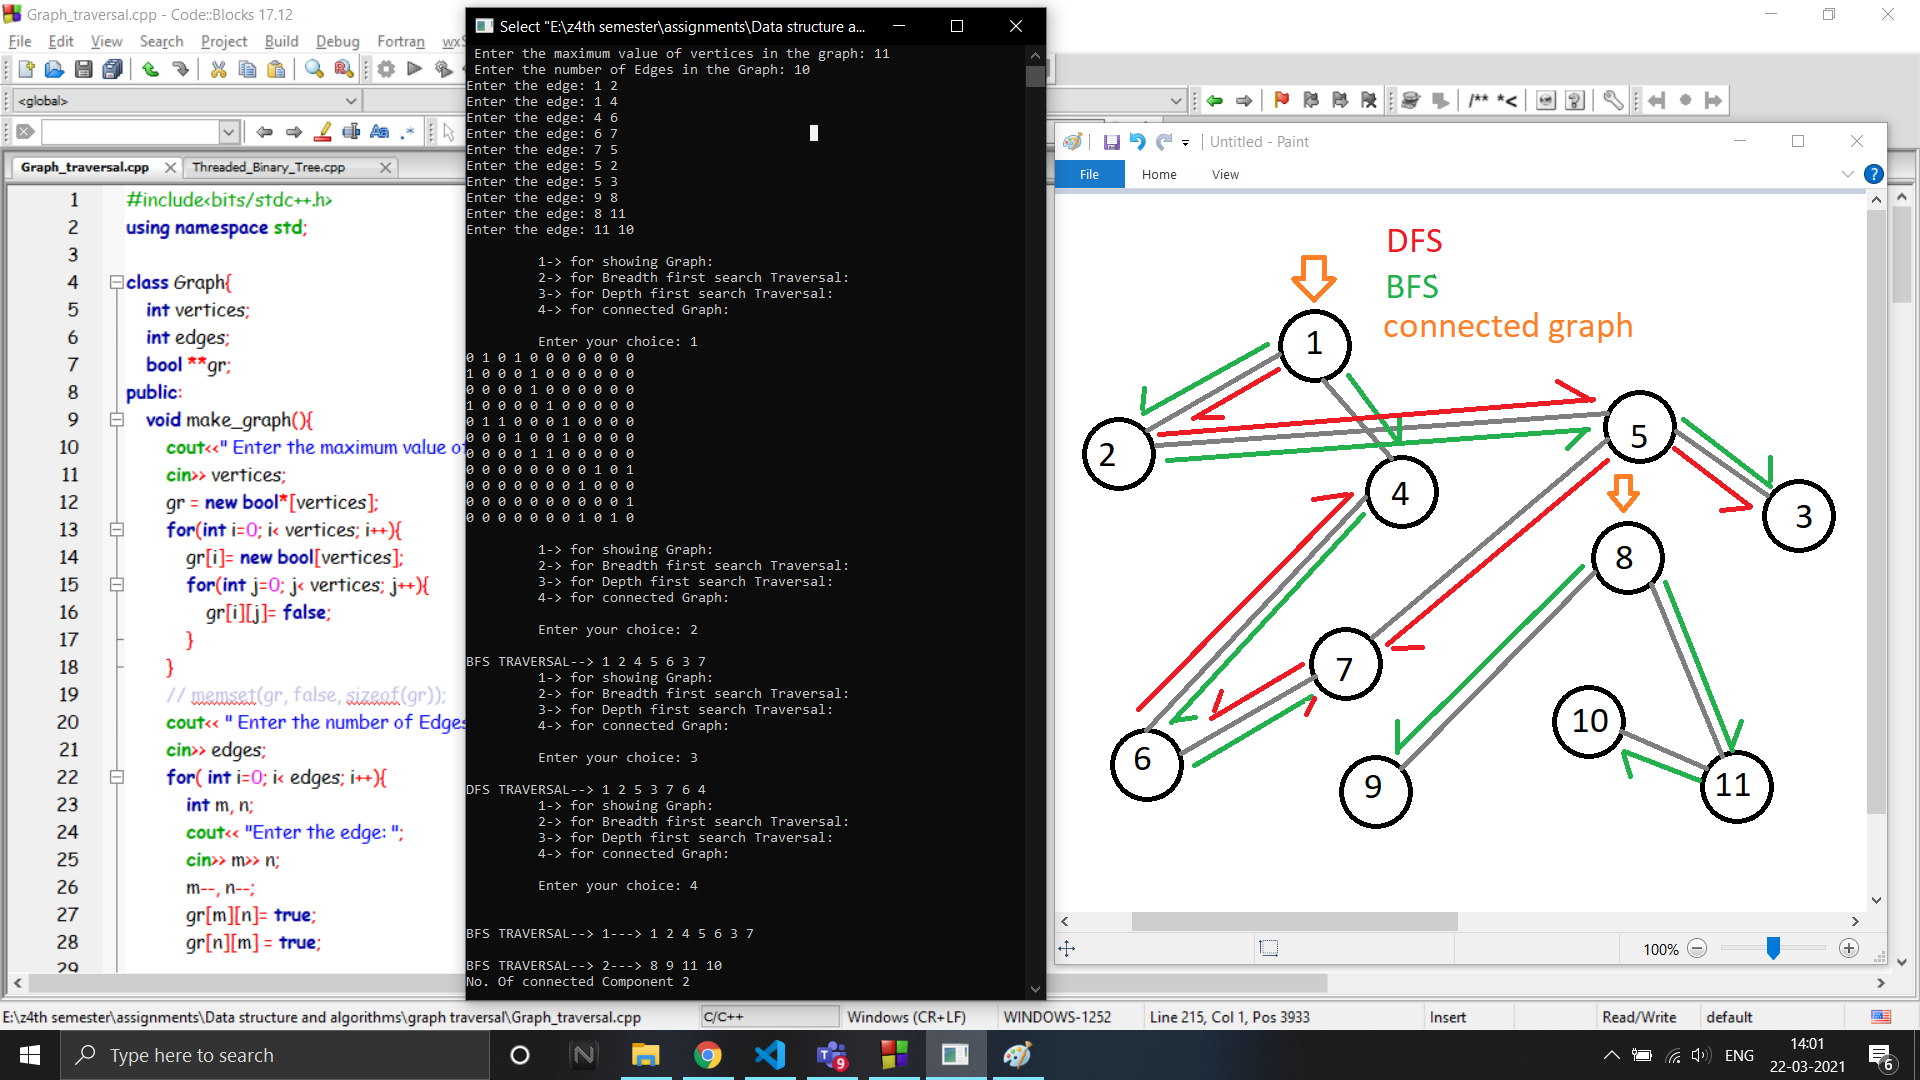 Graph_traversal.cpp - Code::Blocks 17.12
File Edit View Search Project Build Debug Fortran wxS
<global>
/** *<
Graph_traversal.cpp
Threaded_Binary_Tree.cpp
1 #include<bits/stdc++.h>
2 using namespace std;
3
4 class Graph{
5 int vertices;
6 int edges;
7 bool **gr;
8 public:
9 void make_graph(){
10 cout<<" Enter the maximum value of
11 cin>> vertices;
12 gr = new bool*[vertices];
13 for(int i=0; i< vertices; i++){
14 gr[i]= new bool[vertices];
15 for(int j=0; j< vertices; j++){
16 gr[i][j]= false;
17 }
18 }
19 // memset(gr, false, sizeof(gr));
20 cout<< " Enter the number of Edges
21 cin>> edges;
22 for( int i=0; i< edges; i++){
23 int m, n;
24 cout<< "Enter the edge: ";
25 cin>> m>> n;
26 m--, n--;
27 gr[m][n]= true;
28 gr[n][m] = true;
29
Select "E:\z4th semester\assignments\Data structure a...
Enter the maximum value of vertices in the graph: 11
Enter the number of Edges in the Graph: 10
Enter the edge: 1 2
Enter the edge: 1 4
Enter the edge: 4 6
Enter the edge: 6 7
Enter the edge: 7 5
Enter the edge: 5 2
Enter the edge: 5 3
Enter the edge: 9 8
Enter the edge: 8 11
Enter the edge: 11 10
1-> for showing Graph:
2-> for Breadth first search Traversal:
3-> for Depth first search Traversal:
4-> for connected Graph:
Enter your choice: 1
0 1 0 1 0 0 0 0 0 0 0
1 0 0 0 1 0 0 0 0 0 0
0 0 0 0 1 0 0 0 0 0 0
1 0 0 0 0 1 0 0 0 0 0
0 1 1 0 0 0 1 0 0 0 0
0 0 0 1 0 0 1 0 0 0 0
0 0 0 0 1 1 0 0 0 0 0
0 0 0 0 0 0 0 0 1 0 1
0 0 0 0 0 0 0 1 0 0 0
0 0 0 0 0 0 0 0 0 0 1
0 0 0 0 0 0 0 1 0 1 0
1-> for showing Graph:
2-> for Breadth first search Traversal:
3-> for Depth first search Traversal:
4-> for connected Graph:
Enter your choice: 2
BFS TRAVERSAL--> 1 2 4 5 6 3 7
1-> for showing Graph:
2-> for Breadth first search Traversal:
3-> for Depth first search Traversal:
4-> for connected Graph:
Enter your choice: 3
DFS TRAVERSAL--> 1 2 5 3 7 6 4
1-> for showing Graph:
2-> for Breadth first search Traversal:
3-> for Depth first search Traversal:
4-> for connected Graph:
Enter your choice: 4
BFS TRAVERSAL--> 1---> 1 2 4 5 6 3 7
BFS TRAVERSAL--> 2---> 8 9 11 10
No. Of connected Component 2
Untitled - Paint
File Home View
DFS
BFS
connected graph
1
2
5
4
3
8
7
10
6
9
11
100%
E:\z4th semester\assignments\Data structure and algorithms\graph traversal\Graph_traversal.cpp C/C++ Windows (CR+LF) WINDOWS-1252 Line 215, Col 1, Pos 3933 Insert Read/Write default
Type here to search
9
ENG
14:01
22-03-2021
6